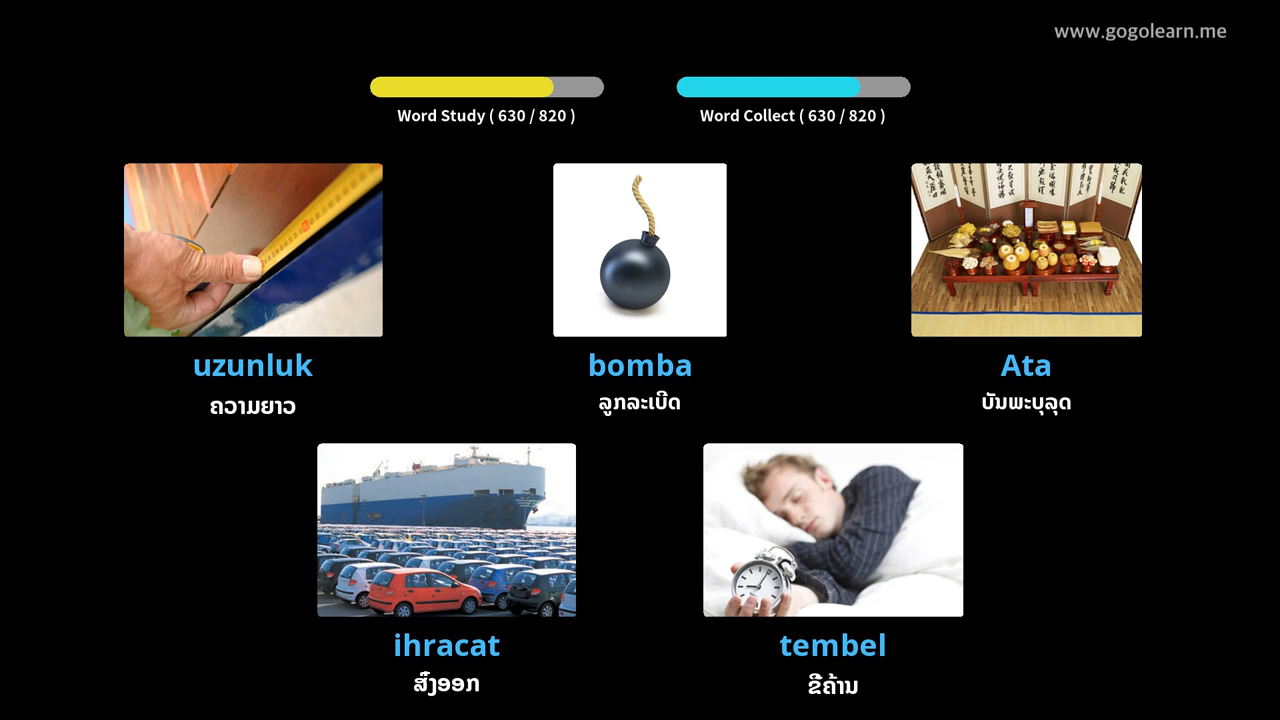 www.gogolearn.me
Word Study ( 630 / 820 )
Word Collect ( 630 / 820 )
uzunluk
bomba
Ata
ຄວາມຍາວ
ລູກລະເບີດ
ບັນພະບຸລຸດ
ihracat
tembel
ສົ່ງອອກ
ຂີ້ຄ້ານ